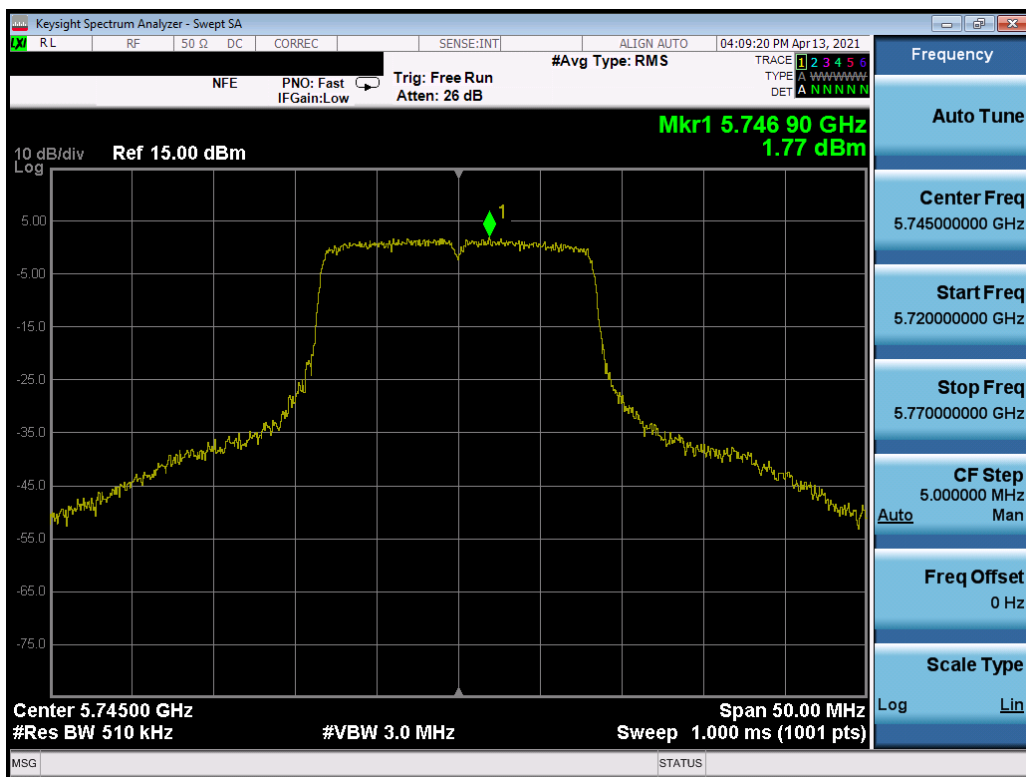 Keysight Spectrum Analyzer - Swept SA
LXI RL RF 50 Ω DC CORREC SENSE:INT ALIGN AUTO 04:09:20 PM Apr 13, 2021
Frequency
#Avg Type: RMS
TRACE 1 2 3 4 5 6
TYPE A WWWWW
DET A N N N N N
NFE
PNO: Fast
IFGain:Low
Trig: Free Run
Atten: 26 dB
Auto Tune
Mkr1 5.746 90 GHz
1.77 dBm
10 dB/div Ref 15.00 dBm
Log
1
5.00
-5.00
-15.0
-25.0
-35.0
-45.0
-55.0
-65.0
-75.0
Center Freq
5.745000000 GHz
Start Freq
5.720000000 GHz
Stop Freq
5.770000000 GHz
CF Step
5.000000 MHz
Auto Man
Freq Offset
0 Hz
Scale Type
Log Lin
Center 5.74500 GHz Span 50.00 MHz
#Res BW 510 kHz #VBW 3.0 MHz Sweep 1.000 ms (1001 pts)
MSG STATUS